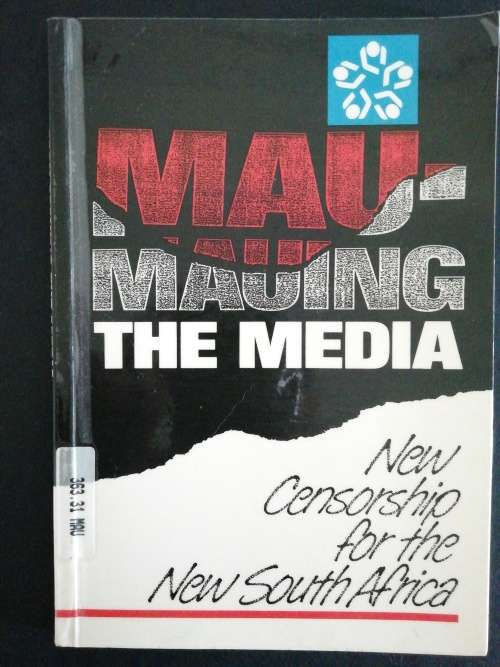 MAU-
MAUING
THE MEDIA
New
Censorship
for the
New South Africa
363.31 MAU